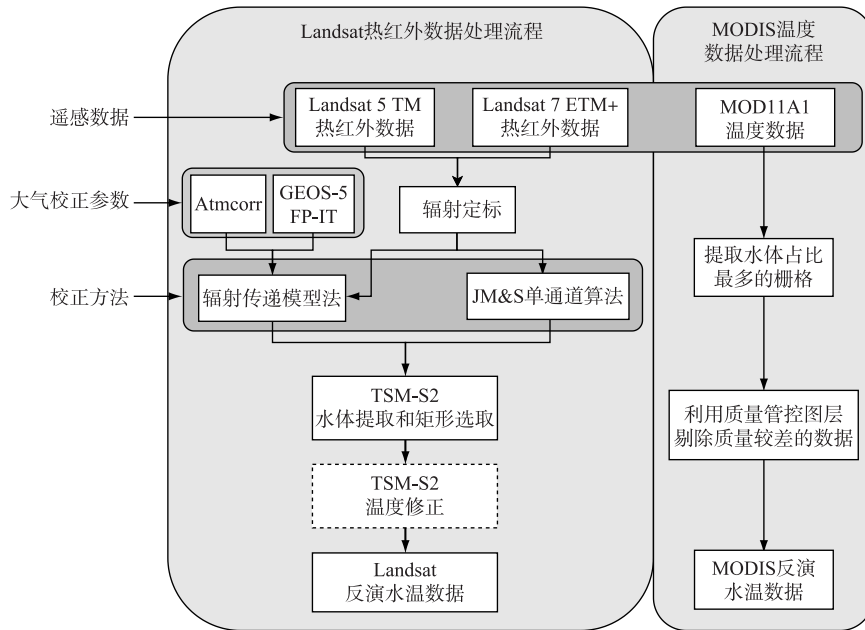 Landsat热红外数据处理流程
MODIS温度
数据处理流程
遥感数据
Landsat 5 TM
热红外数据
Landsat 7 ETM+
热红外数据
MOD11A1
温度数据
大气校正参数
Atmcorr
GEOS-5
FP-IT
辐射定标
提取水体占比
最多的栅格
校正方法
辐射传递模型法
JM&S单通道算法
TSM-S2
水体提取和矩形选取
利用质量管控图层
剔除质量较差的数据
TSM-S2
温度修正
Landsat
反演水温数据
MODIS反演
水温数据